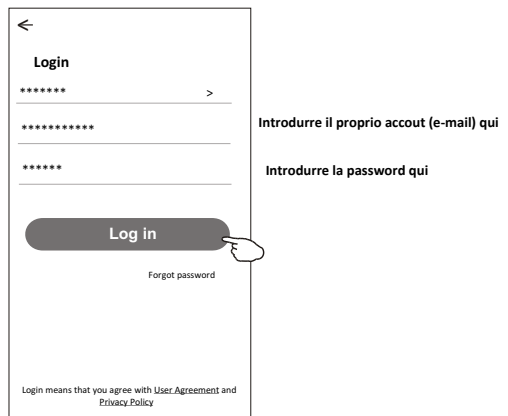 Login
******* >
***********
Introdurre il proprio accout (e-mail) qui
******
Introdurre la password qui
Log in
Forgot password
Login means that you agree with User Agreement and
Privacy Policy